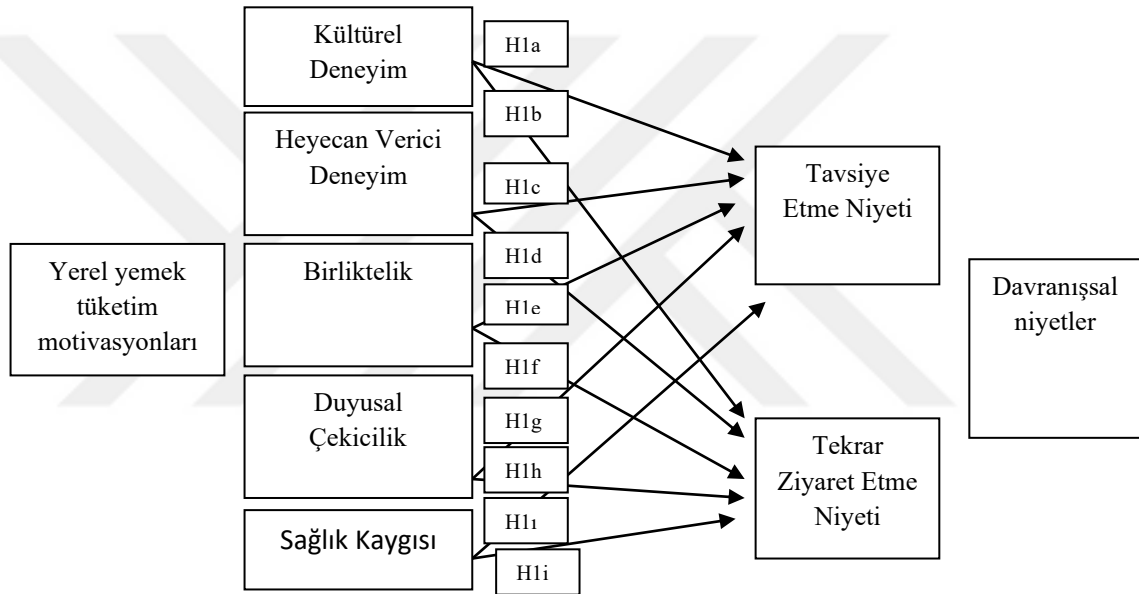 Yerel yemek
tüketim
motivasyonları
Kültürel
Deneyim
Heyecan Verici
Deneyim
Birliktelik
Duyusal
Çekicilik
Sağlık Kaygısı
H1a
H1b
H1c
H1d
H1e
H1f
H1g
H1h
H1ı
H1i
Tavsiye
Etme Niyeti
Tekrar
Ziyaret Etme
Niyeti
Davranışsal
niyetler